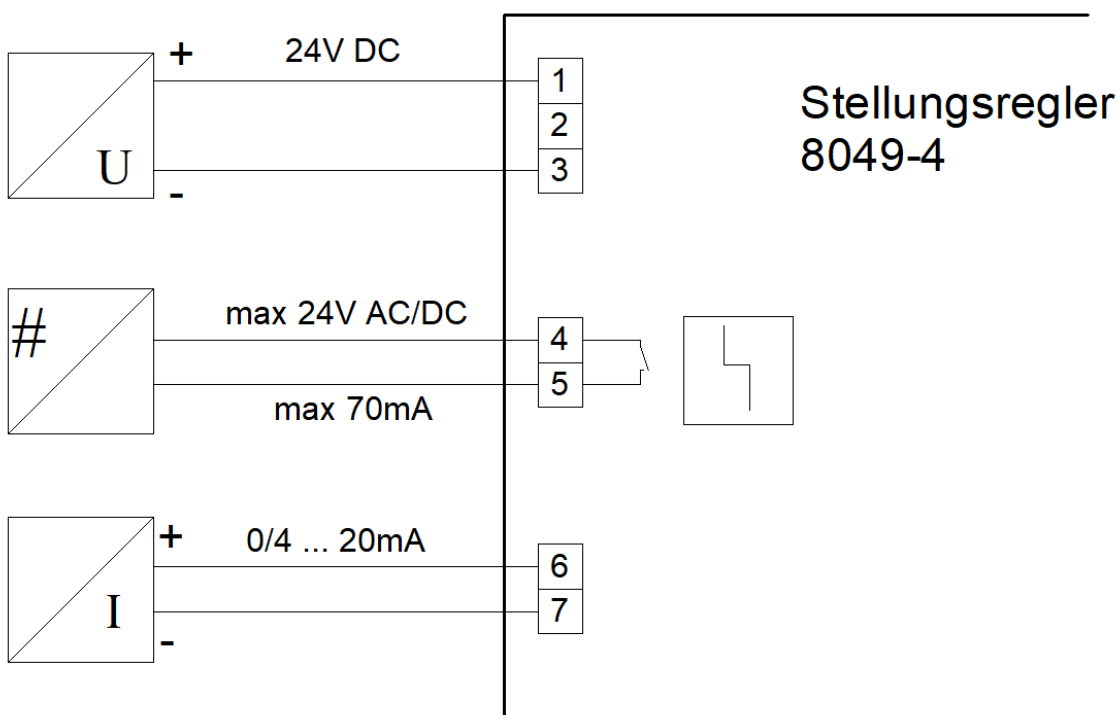 + 24V DC
U
-
1
2
3
Stellungsregler
8049-4
#
max 24V AC/DC
max 70mA
4
5
+ 0/4 ... 20mA
I
-
6
7